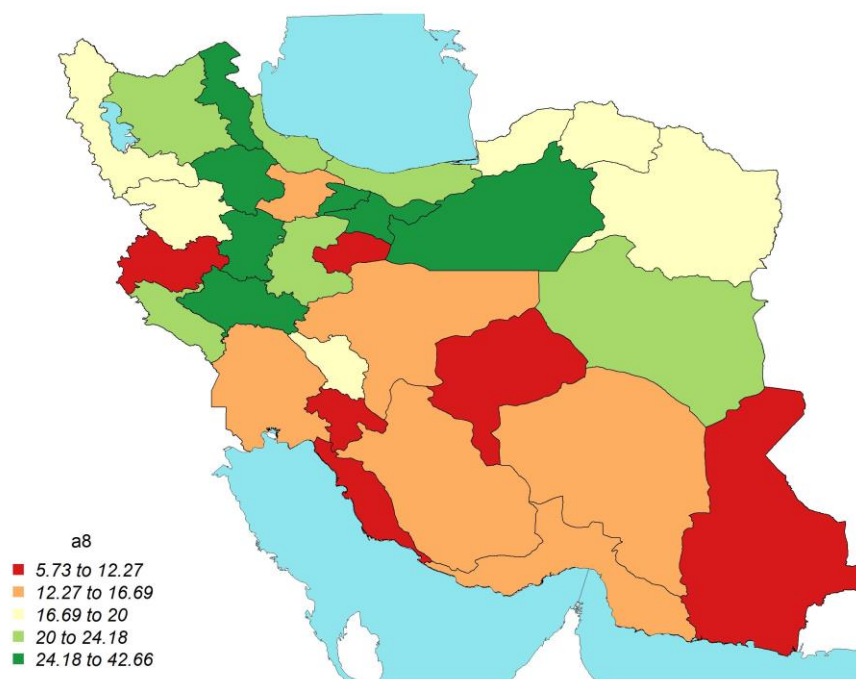 a8
5.73 to 12.27
12.27 to 16.69
16.69 to 20
20 to 24.18
24.18 to 42.66